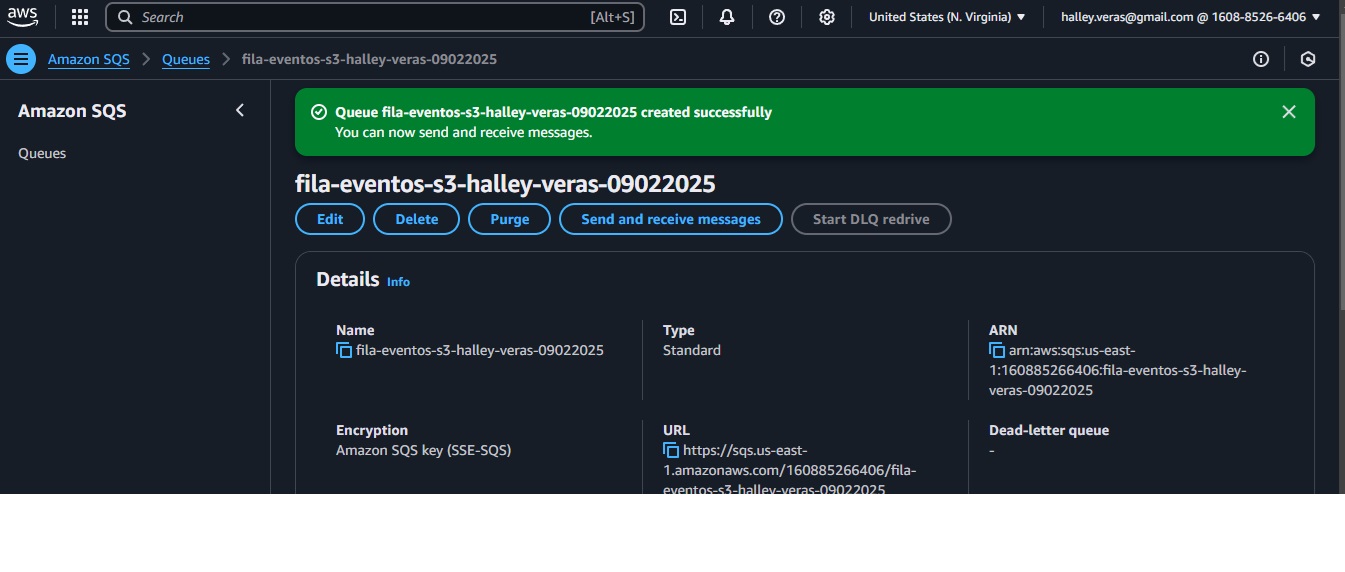 aws
Search [Alt+S]
United States (N. Virginia) ▼
halley.veras@gmail.com @ 1608-8526-6406 ▼
Amazon SQS > Queues > fila-eventos-s3-halley-veras-09022025
Amazon SQS
Queues
Queue fila-eventos-s3-halley-veras-09022025 created successfully
You can now send and receive messages.
fila-eventos-s3-halley-veras-09022025
Edit
Delete
Purge
Send and receive messages
Start DLQ redrive
Details Info
Name
fila-eventos-s3-halley-veras-09022025
Type
Standard
ARN
arn:aws:sqs:us-east-
1:160885266406:fila-eventos-s3-halley-
veras-09022025
Encryption
Amazon SQS key (SSE-SQS)
URL
https://sqs.us-east-
1.amazonaws.com/160885266406/fila-
eventos-s3-halley-veras-09022025
Dead-letter queue
-